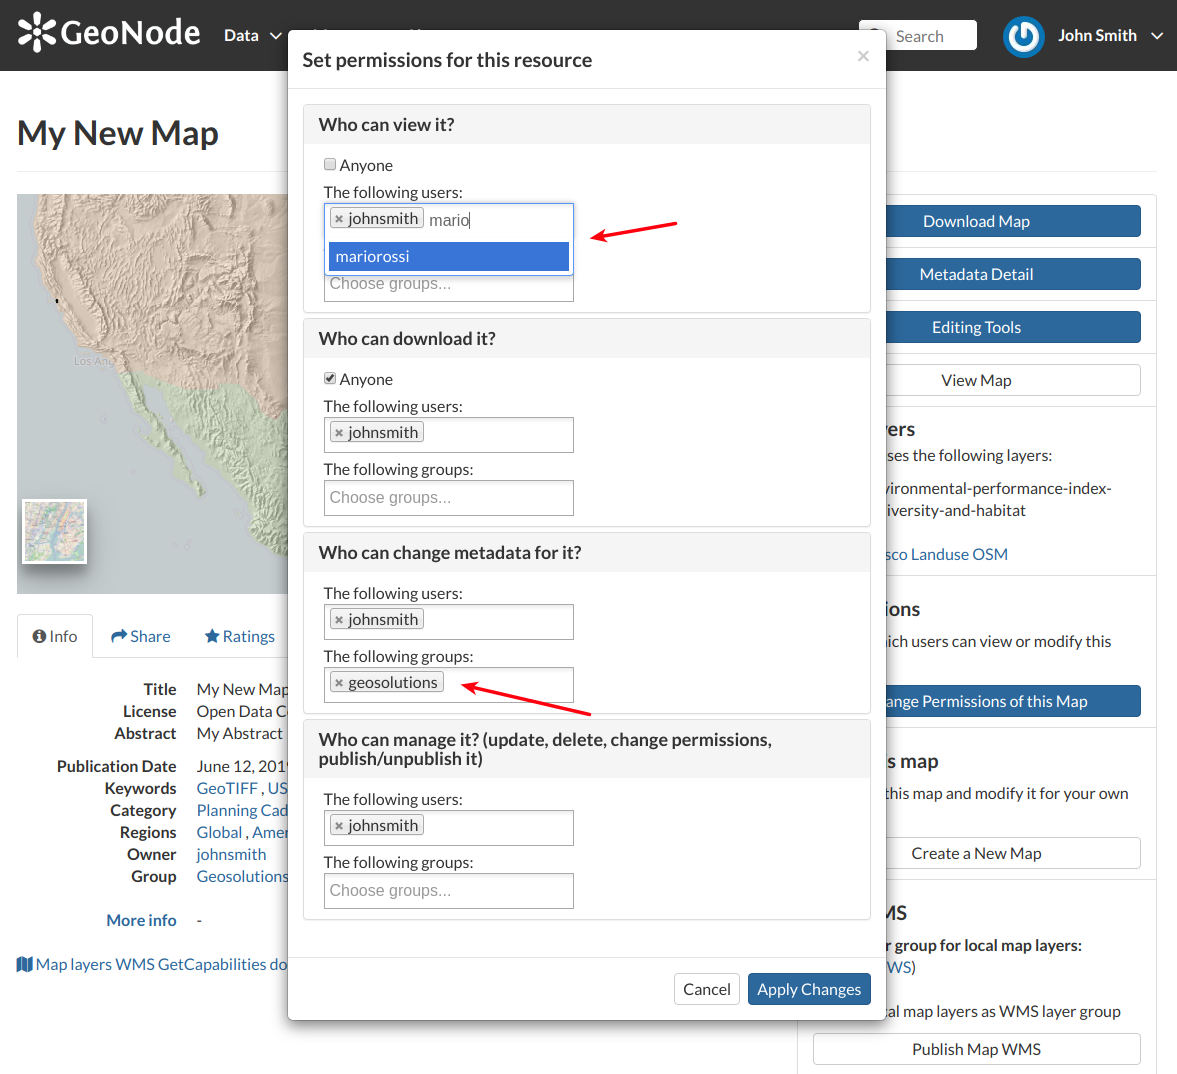 GeoNode
Data
Search
John Smith
Set permissions for this resource
×
My New Map
Who can view it?
Anyone
The following users:
× johnsmith mario
mariorossi
Choose groups...
Who can download it?
Anyone
The following users:
× johnsmith
The following groups:
Choose groups...
Who can change metadata for it?
The following users:
× johnsmith
The following groups:
× geosolutions
Who can manage it? (update, delete, change permissions,
publish/unpublish it)
The following users:
× johnsmith
The following groups:
Choose groups...
Cancel
Apply Changes
Los Ang
Info
Share
Ratings
Title My New Map
License Open Data C
Abstract My Abstract
Publication Date June 12, 201
Keywords GeoTIFF , US
Category Planning Cad
Regions Global , Amer
Owner johnsmith
Group Geosolutions
More info -
Map layers WMS GetCapabilities do
Download Map
Metadata Detail
Editing Tools
View Map
ers
ses the following layers:
vironmental-performance-index-
iversity-and-habitat
sco Landuse OSM
ions
ich users can view or modify this
ange Permissions of this Map
s map
this map and modify it for your own
Create a New Map
MS
r group for local map layers:
WS)
cal map layers as WMS layer group
Publish Map WMS